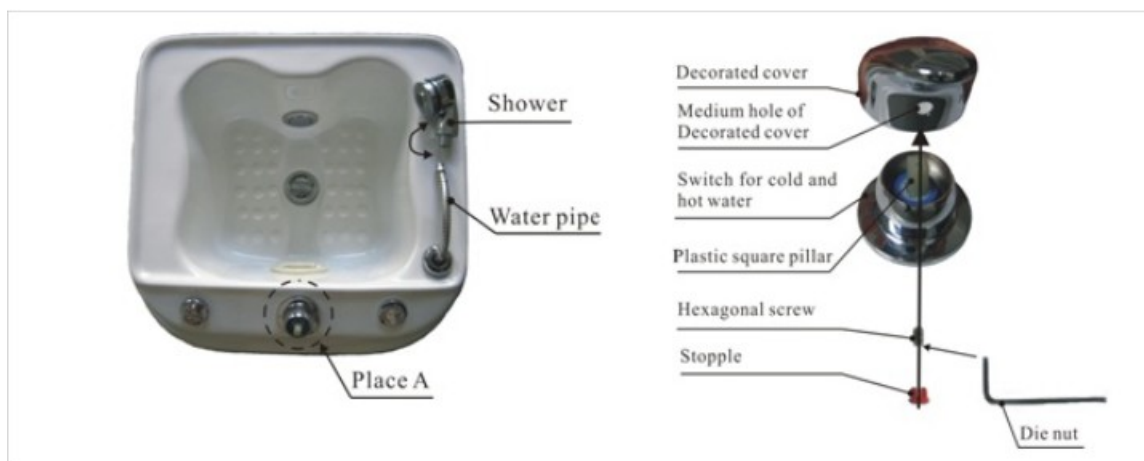 Shower
Water pipe
Place A
Decorated cover
Medium hole of
Decorated cover
Switch for cold and
hot water
Plastic square pillar
Hexagonal screw
Stopple
Die nut